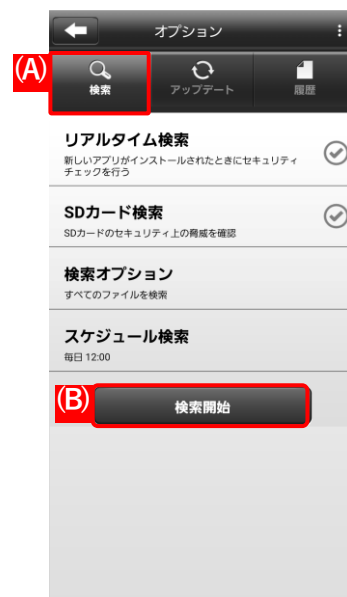 オプション
(A)
検索
アップデート
履歴
リアルタイム検索
新しいアプリがインストールされたときにセキュリティ
チェックを行う
SDカード検索
SDカードのセキュリティ上の脅威を確認
検索オプション
すべてのファイルを検索
スケジュール検索
毎日 12:00
(B)
検索開始